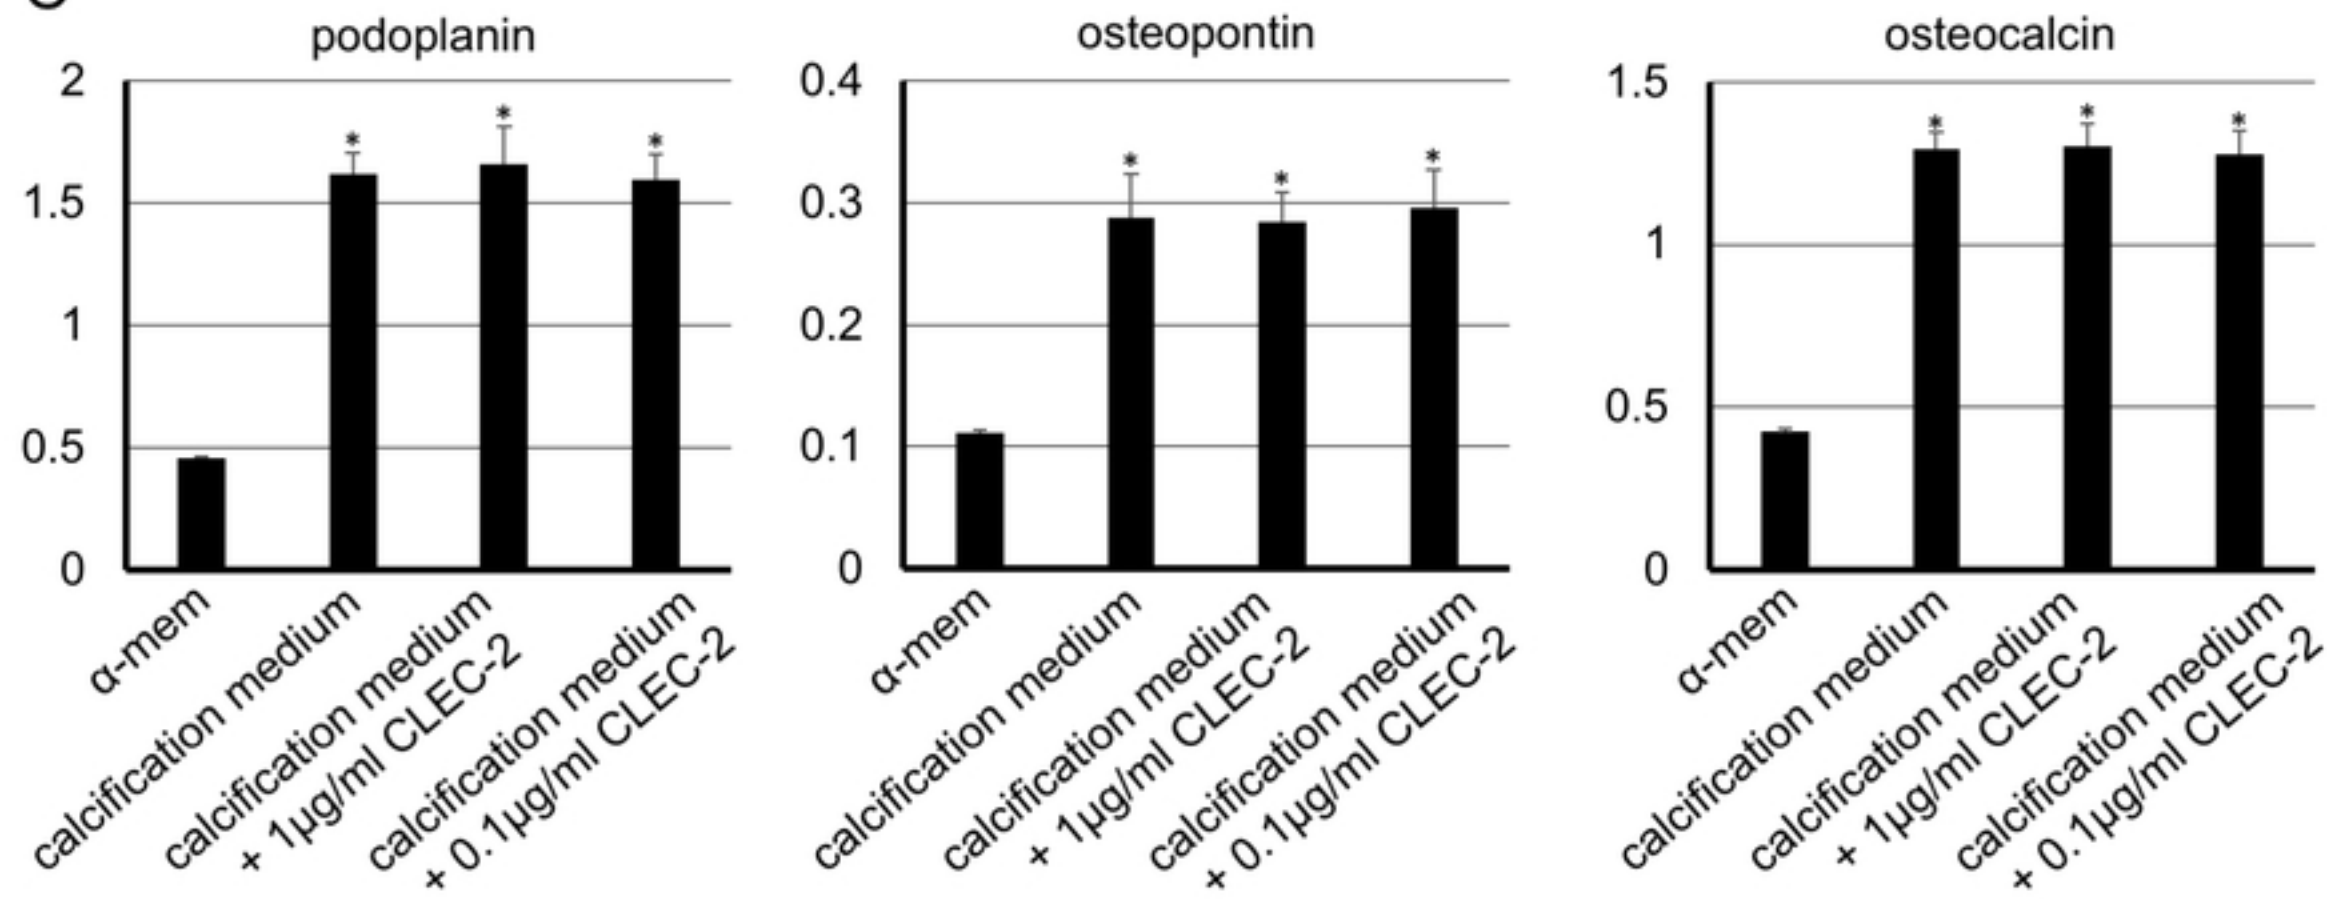 podoplanin
2
1.5
1
0.5
0
*
*
*
α-mem
calcification medium
calcification medium
+ 1µg/ml CLEC-2
calcification medium
+ 0.1µg/ml CLEC-2
osteopontin
0.4
0.3
0.2
0.1
0
*
*
*
α-mem
calcification medium
calcification medium
+ 1µg/ml CLEC-2
calcification medium
+ 0.1µg/ml CLEC-2
osteocalcin
1.5
1
0.5
0
*
*
*
α-mem
calcification medium
calcification medium
+ 1µg/ml CLEC-2
calcification medium
+ 0.1µg/ml CLEC-2